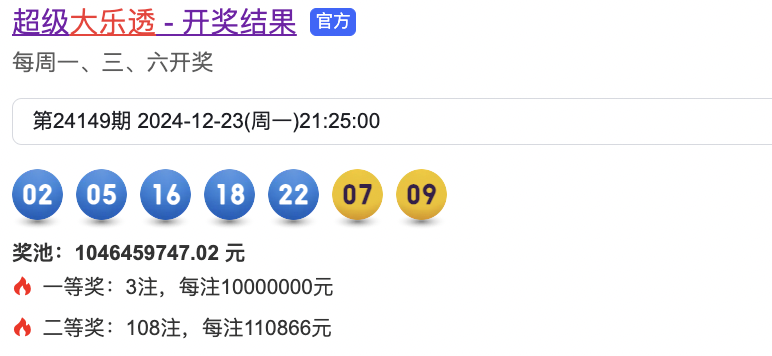 超级大乐透 - 开奖结果 官方
每周一、三、六开奖
第24149期 2024-12-23(周一)21:25:00
02 05 16 18 22 07 09
奖池：1046459747.02 元
一等奖：3注，每注10000000元
二等奖：108注，每注110866元